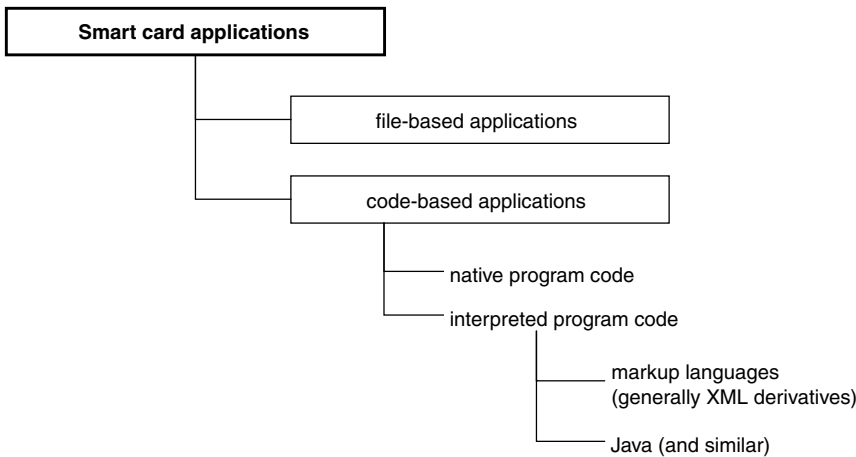 Smart card applications
file-based applications
code-based applications
native program code
interpreted program code
markup languages
(generally XML derivatives)
Java (and similar)